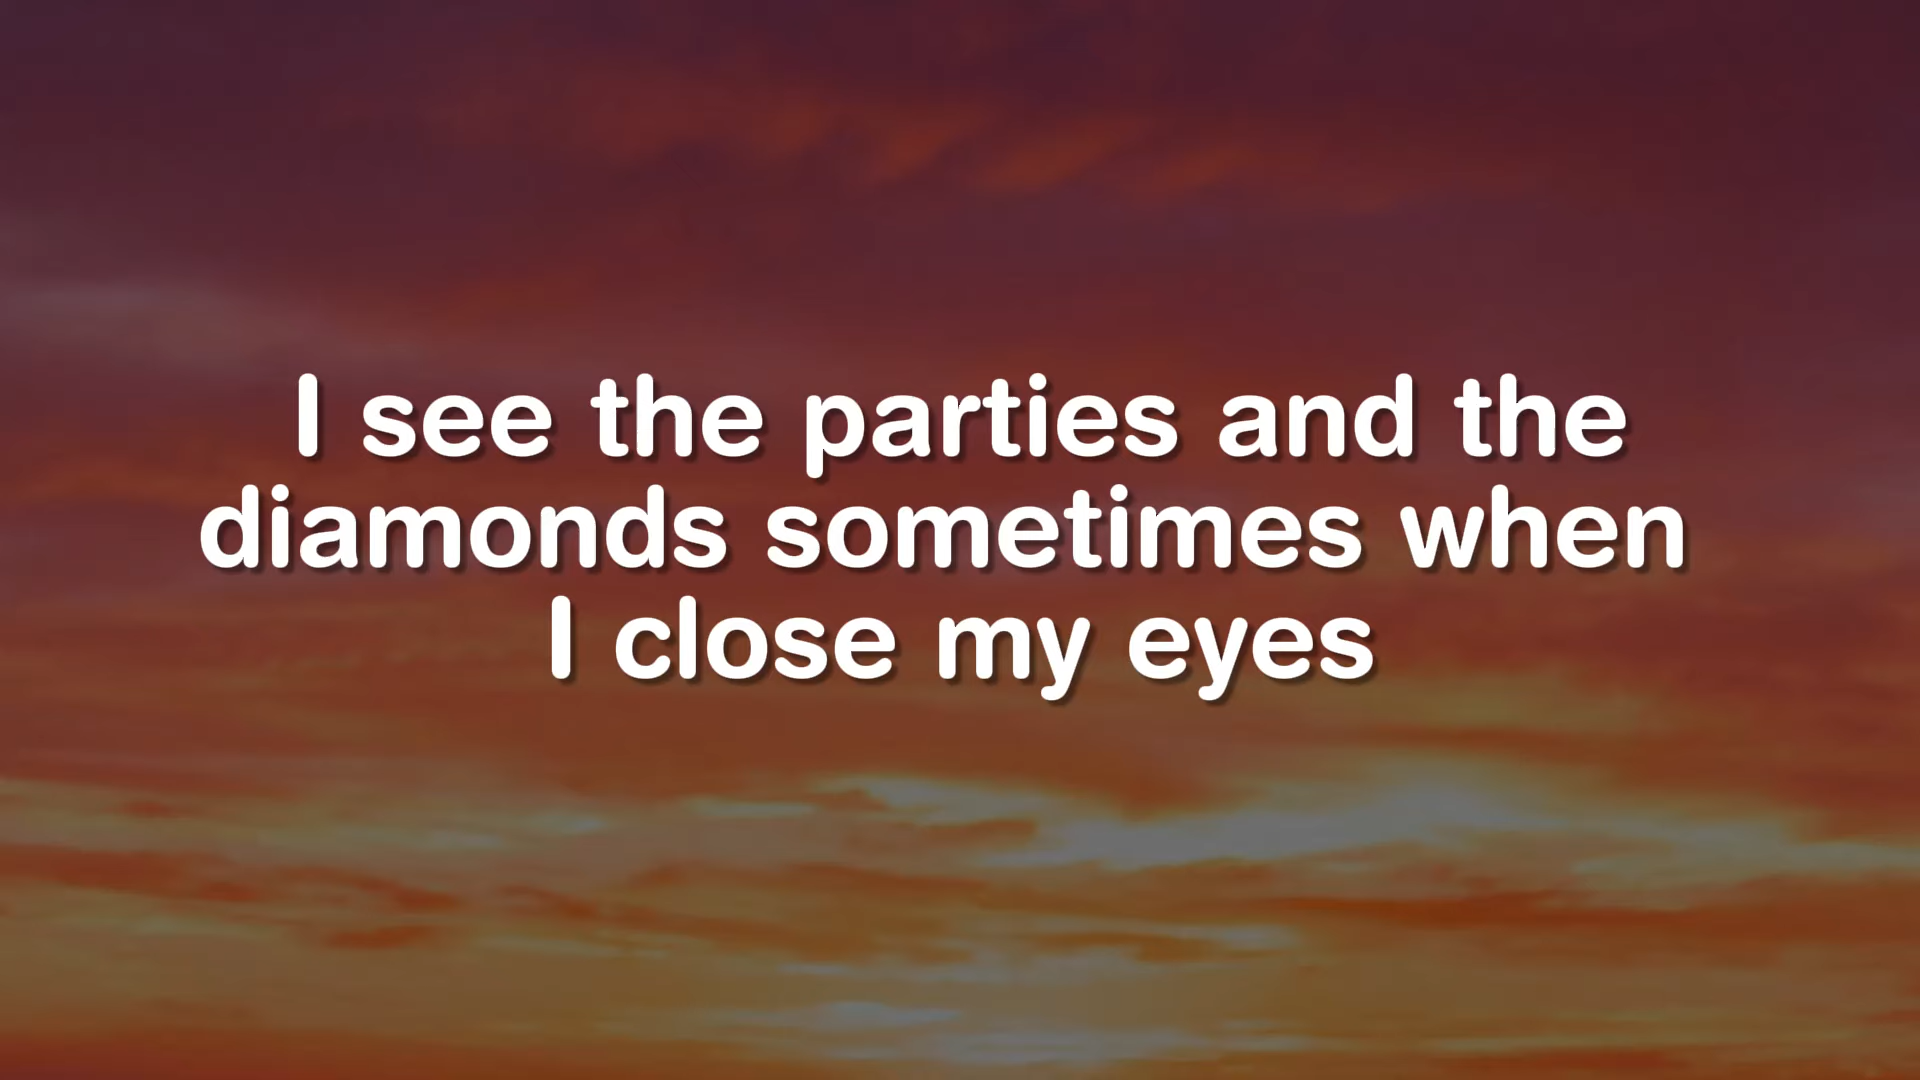 I see the parties and the
diamonds sometimes when
I close my eyes